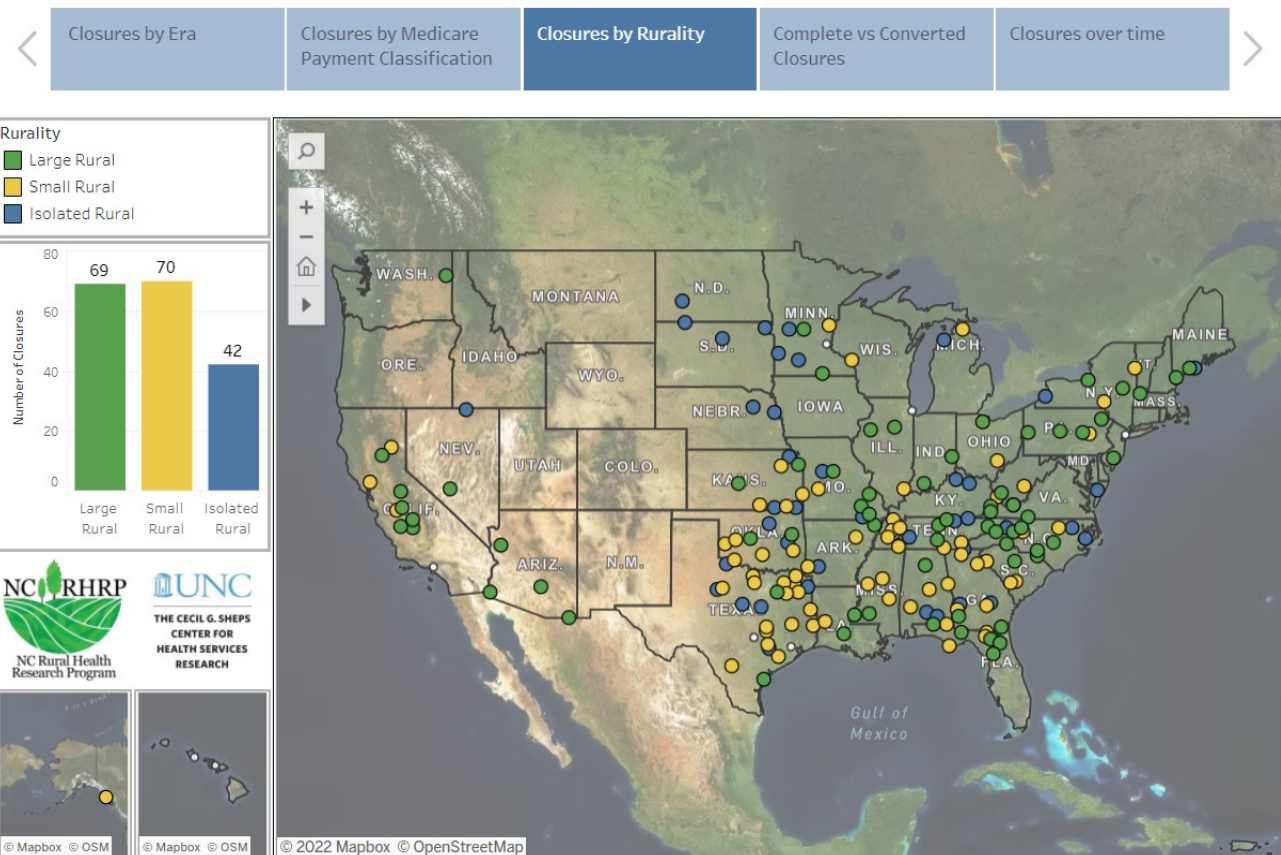 Closures by Era
Closures by Medicare
Payment Classification
Closures by Rurality
Complete vs Converted
Closures
Closures over time
Rurality
Large Rural
Small Rural
Isolated Rural
Number of Closures
80
60
40
20
0
69
70
42
Large
Rural
Small
Rural
Isolated
Rural
NC RHRP
NC Rural Health
Research Program
UNC
THE CECIL G. SHEPS
CENTER FOR
HEALTH SERVICES
RESEARCH
© Mapbox © OSM
© Mapbox © OSM
+
−
WASH.
MONTANA
N.D.
MINN.
MAINE
ORE.
IDAHO
WYO.
S.D.
WIS.
MICH.
VT.
N.Y.
MASS.
NEBR.
IOWA
NEV.
UTAH
COLO.
ILL.
IND.
OHIO
PA.
MD.
CALIF.
KANS.
MO.
KY.
VA.
ARIZ.
N.M.
OKLA.
ARK.
TENN.
N.C.
S.C.
TEXAS
LA.
MISS.
GA.
FLA.
Gulf of
Mexico
© 2022 Mapbox © OpenStreetMap